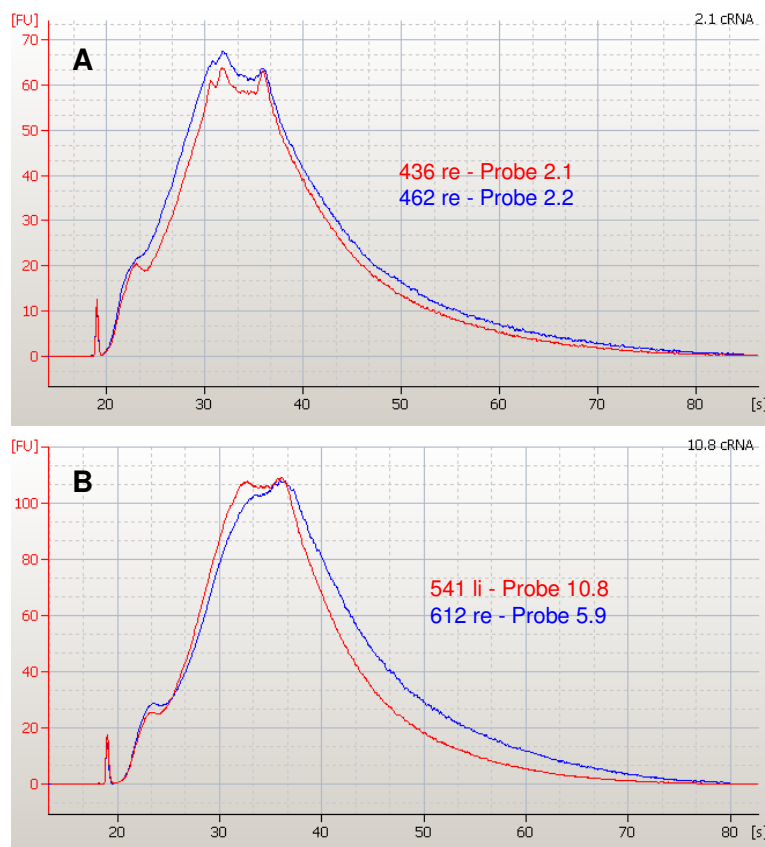 [FU]
2.1 cRNA
A
70
60
50
40
30
20
10
0
436 re - Probe 2.1
462 re - Probe 2.2
20 30 40 50 60 70 80 [s]
[FU]
10.8 cRNA
B
100
80
60
40
20
0
541 li - Probe 10.8
612 re - Probe 5.9
20 30 40 50 60 70 80 [s]